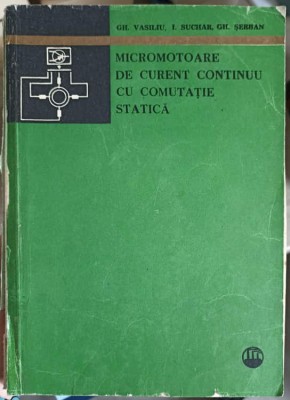 GH. VASILIU, I. SUCHAR, GH. ȘERBAN
MICROMOTOARE
DE CURENT CONTINUU
CU COMUTAȚIE
STATICĂ